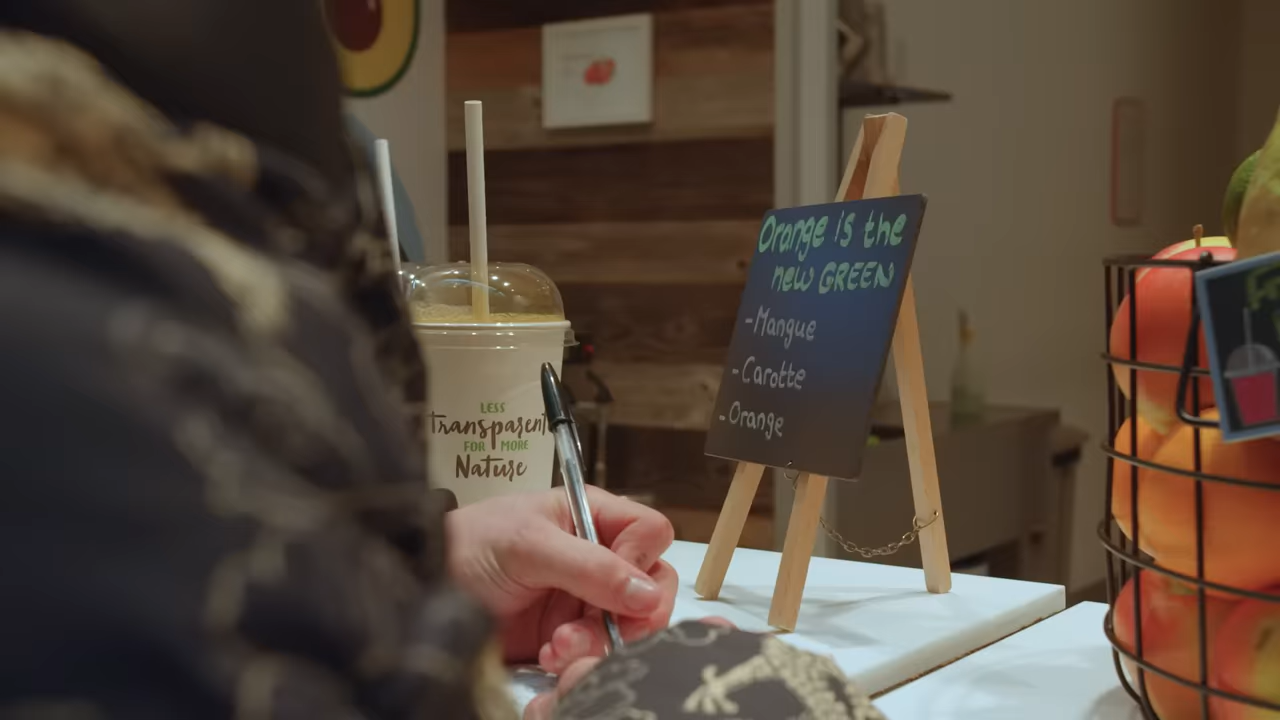 Orange is the
new GREEN
-Mangue
-Carotte
-Orange
LESS
Transparent
FOR MORE
Nature